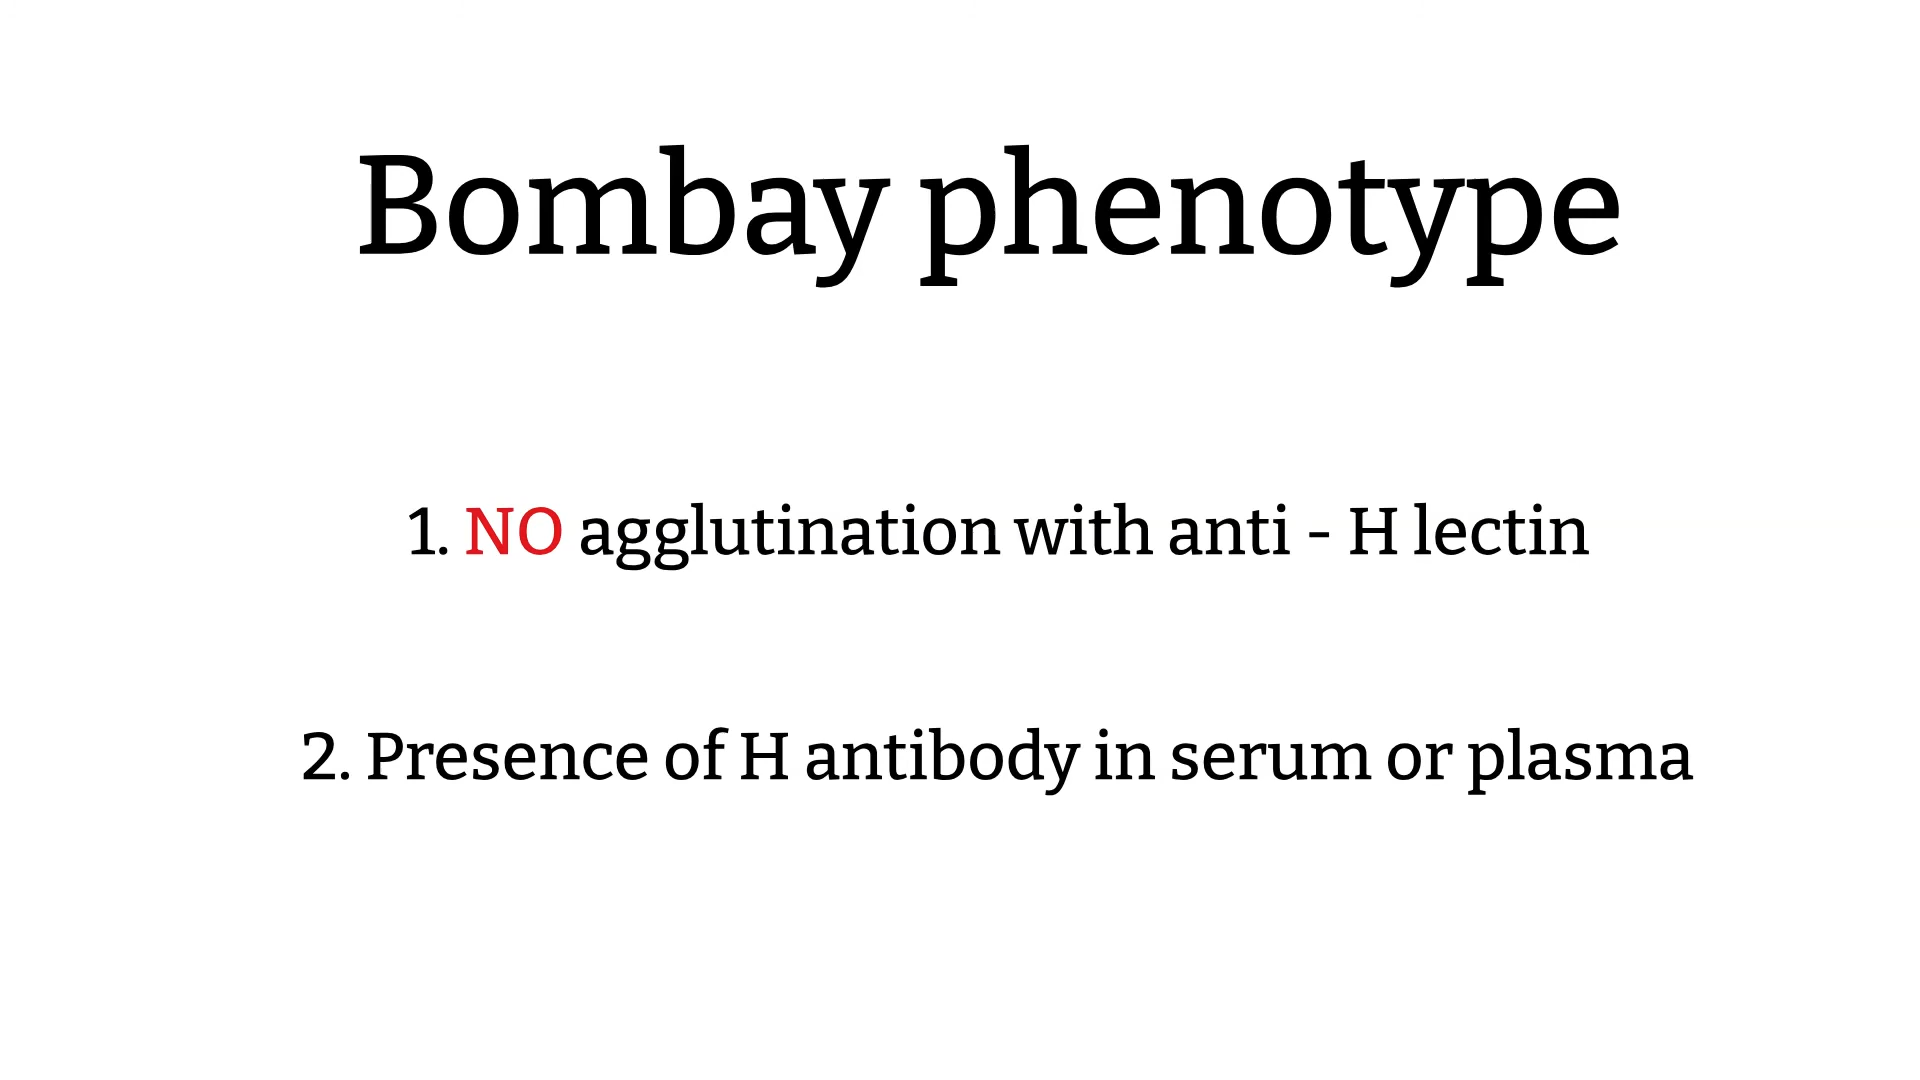 Bombay phenotype
1. NO agglutination with anti - H lectin
2. Presence of H antibody in serum or plasma